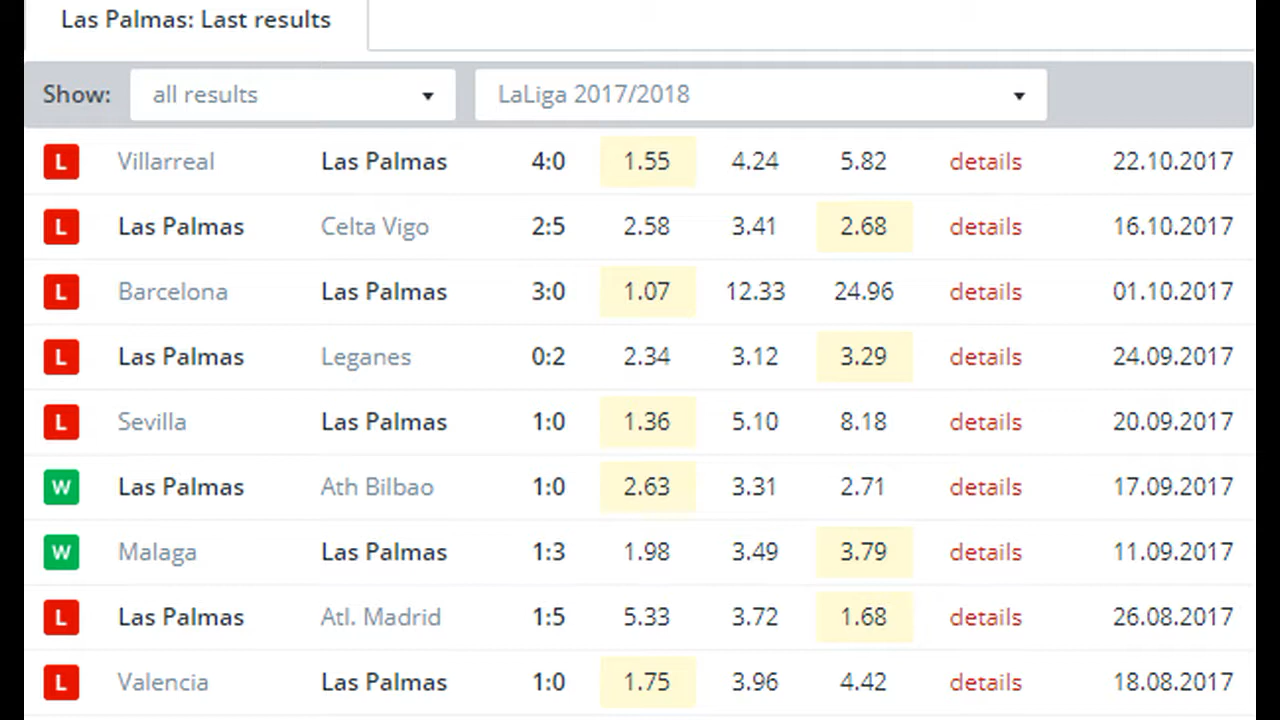 Las Palmas: Last results
Show: all results LaLiga 2017/2018
L Villarreal Las Palmas 4:0 1.55 4.24 5.82 details 22.10.2017
L Las Palmas Celta Vigo 2:5 2.58 3.41 2.68 details 16.10.2017
L Barcelona Las Palmas 3:0 1.07 12.33 24.96 details 01.10.2017
L Las Palmas Leganes 0:2 2.34 3.12 3.29 details 24.09.2017
L Sevilla Las Palmas 1:0 1.36 5.10 8.18 details 20.09.2017
W Las Palmas Ath Bilbao 1:0 2.63 3.31 2.71 details 17.09.2017
W Malaga Las Palmas 1:3 1.98 3.49 3.79 details 11.09.2017
L Las Palmas Atl. Madrid 1:5 5.33 3.72 1.68 details 26.08.2017
L Valencia Las Palmas 1:0 1.75 3.96 4.42 details 18.08.2017